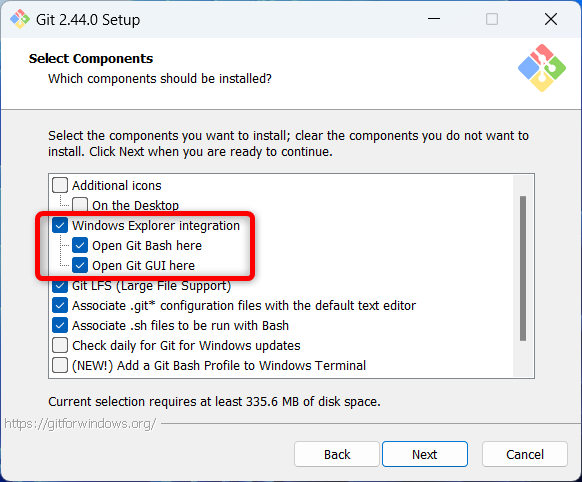 Git 2.44.0 Setup
Select Components
Which components should be installed?
Select the components you want to install; clear the components you do not want to
install. Click Next when you are ready to continue.
Additional icons
On the Desktop
Windows Explorer integration
Open Git Bash here
Open Git GUI here
Git LFS (Large File Support)
Associate .git* configuration files with the default text editor
Associate .sh files to be run with Bash
Check daily for Git for Windows updates
(NEW!) Add a Git Bash Profile to Windows Terminal
Current selection requires at least 335.6 MB of disk space.
https://gitforwindows.org/
Back
Next
Cancel